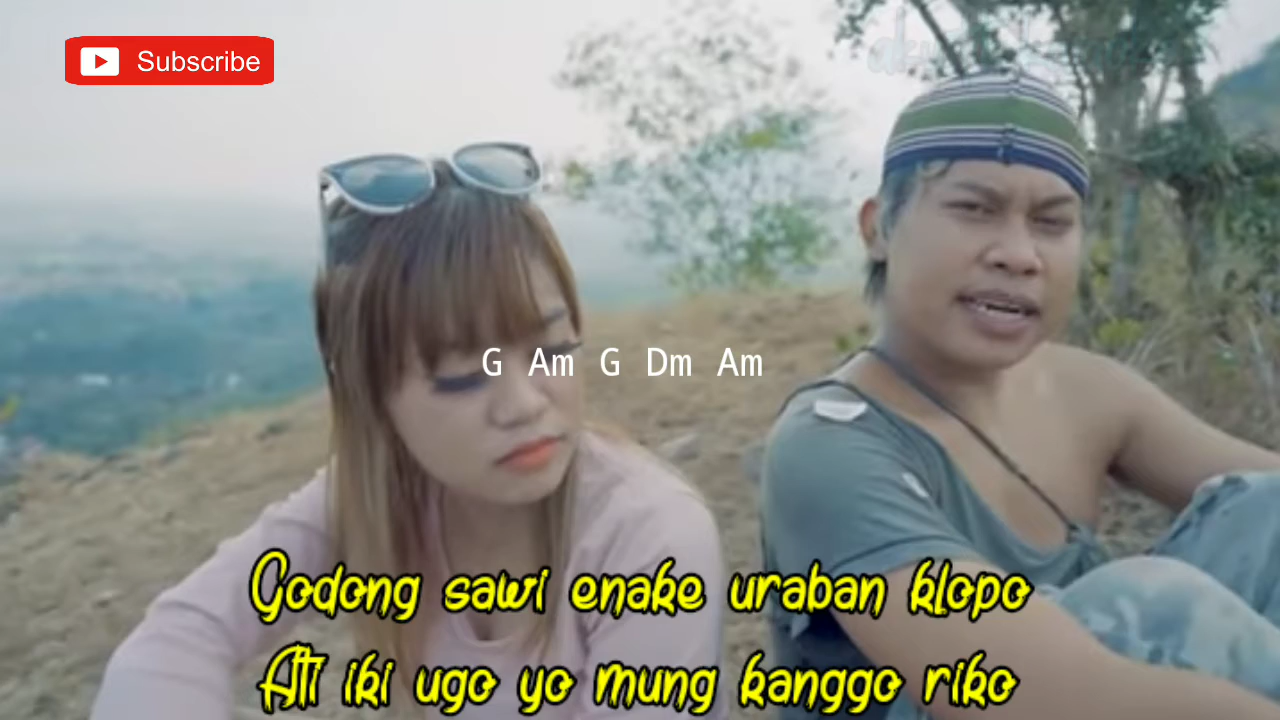 Subscribe
G Am G Dm Am
Godong sawi enake uraban klopo
Ati iki ugo yo mung kanggo riko